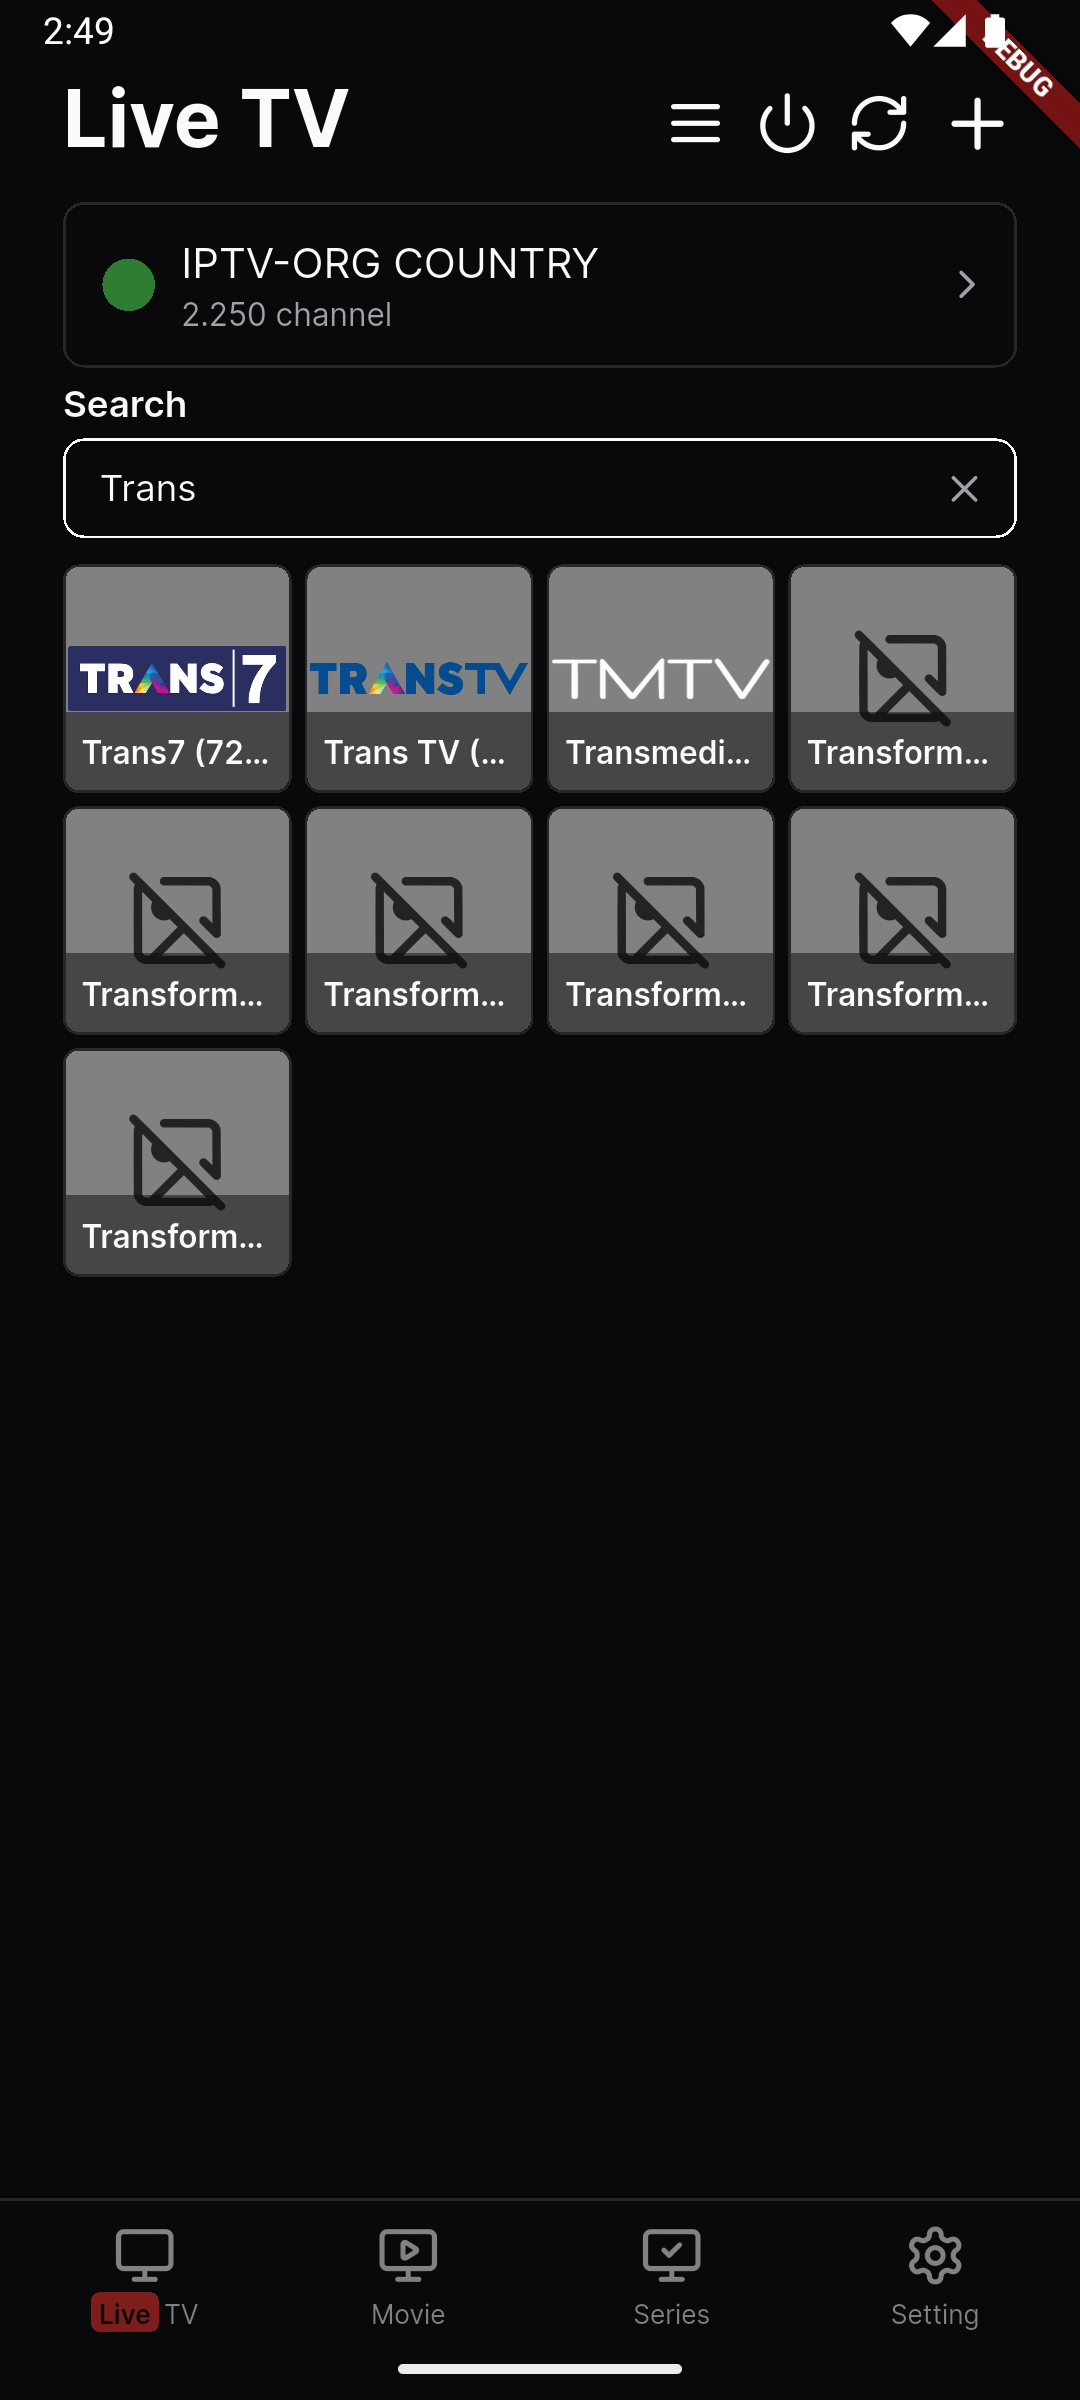 2:49
EBUG
Live TV
IPTV-ORG COUNTRY
2.250 channel
Search
Trans
TRANS|7
TRANSTV
TMTV
Trans7 (72...
Trans TV (...
Transmedi...
Transform...
Transform...
Transform...
Transform...
Transform...
Transform...
Live TV
Movie
Series
Setting